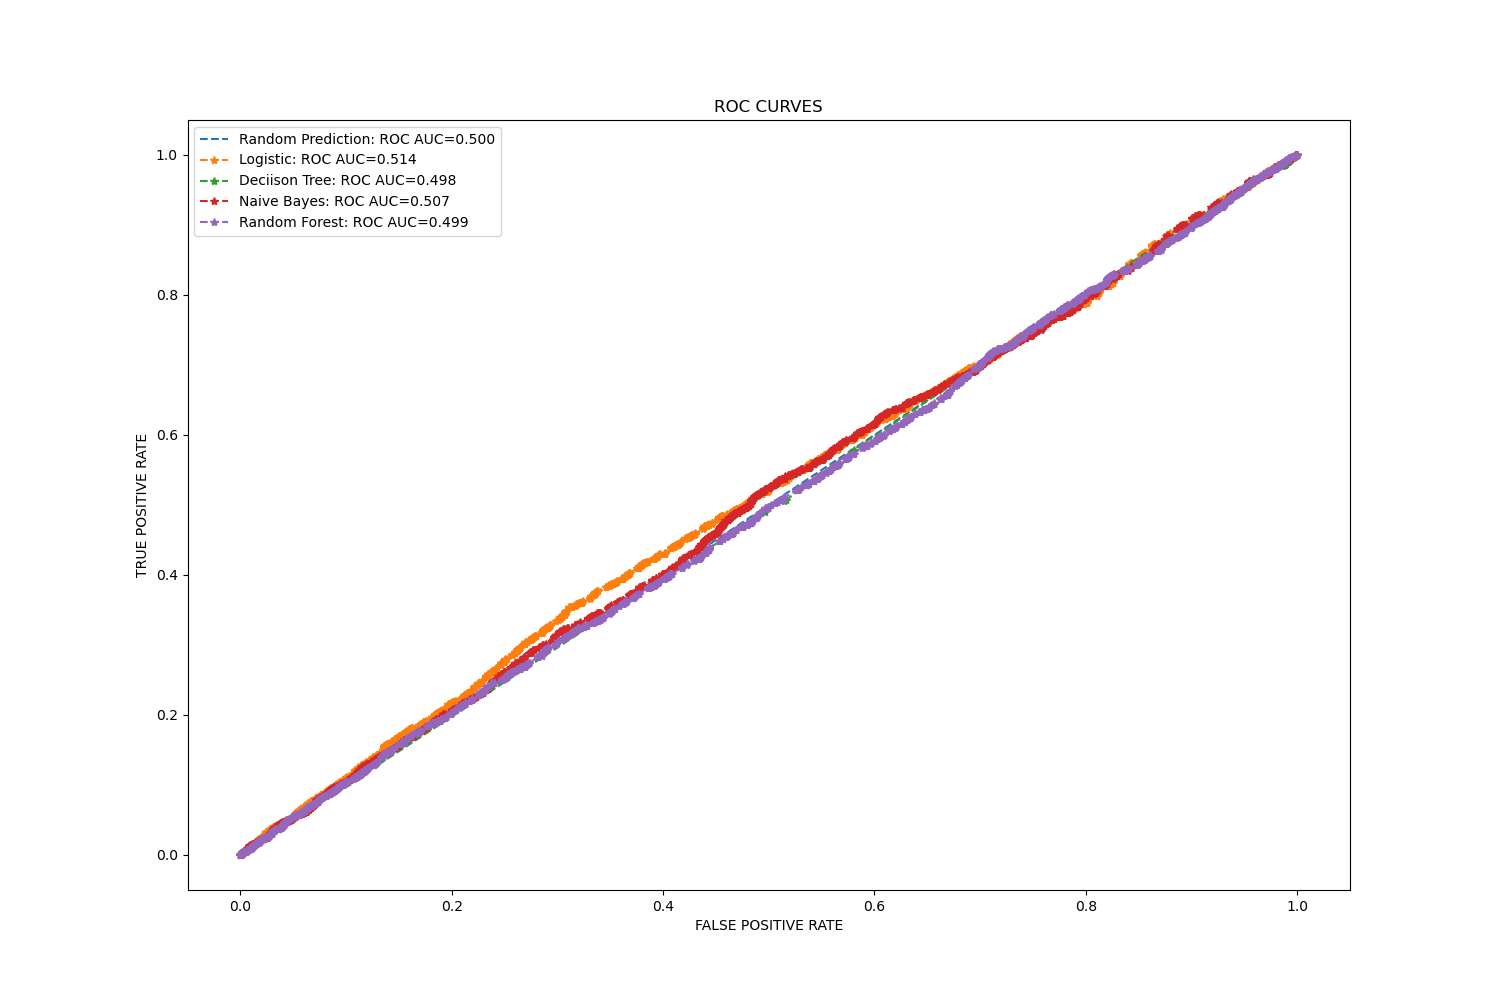 ROC CURVES
Random Prediction: ROC AUC=0.500
Logistic: ROC AUC=0.514
Deciison Tree: ROC AUC=0.498
Naive Bayes: ROC AUC=0.507
Random Forest: ROC AUC=0.499
1.0
0.8
0.6
0.4
0.2
0.0
TRUE POSITIVE RATE
0.0 0.2 0.4 0.6 0.8 1.0
FALSE POSITIVE RATE